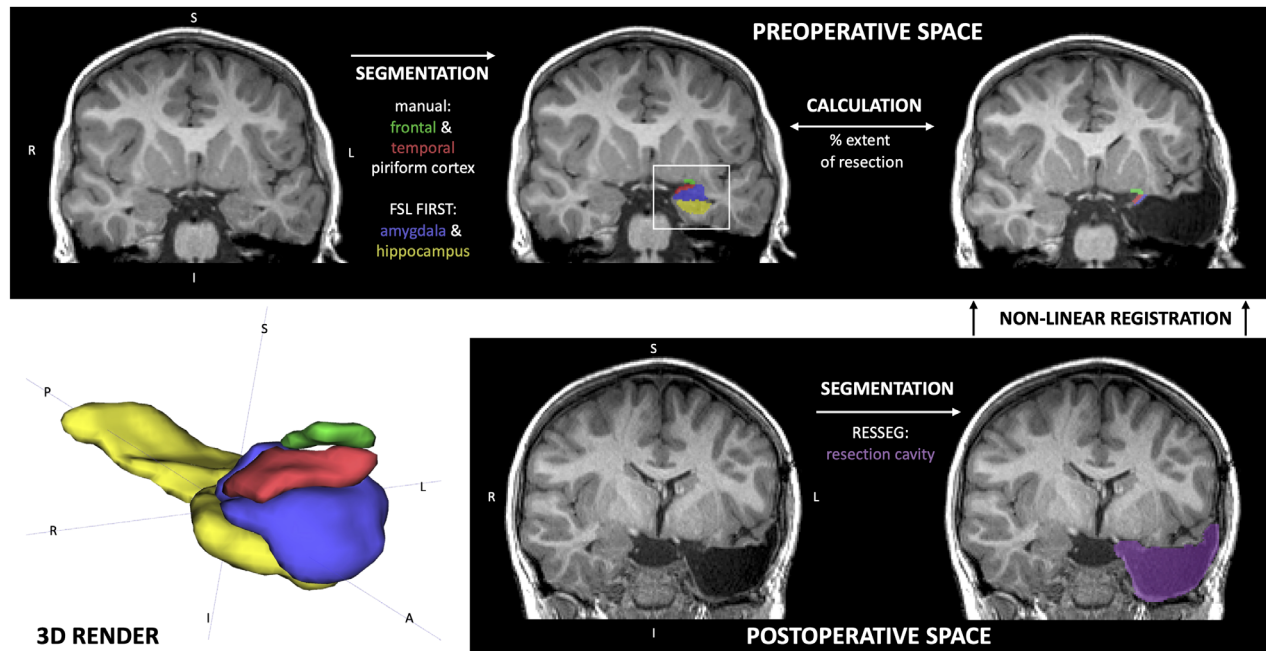 S
PREOPERATIVE SPACE
SEGMENTATION
manual:
frontal &
temporal
piriform cortex
FSL FIRST:
amygdala &
hippocampus
R
L
CALCULATION
% extent
of resection
I
NON-LINEAR REGISTRATION
S
P
L
R
I
A
3D RENDER
S
SEGMENTATION
RESSEG:
resection cavity
R
L
I
POSTOPERATIVE SPACE